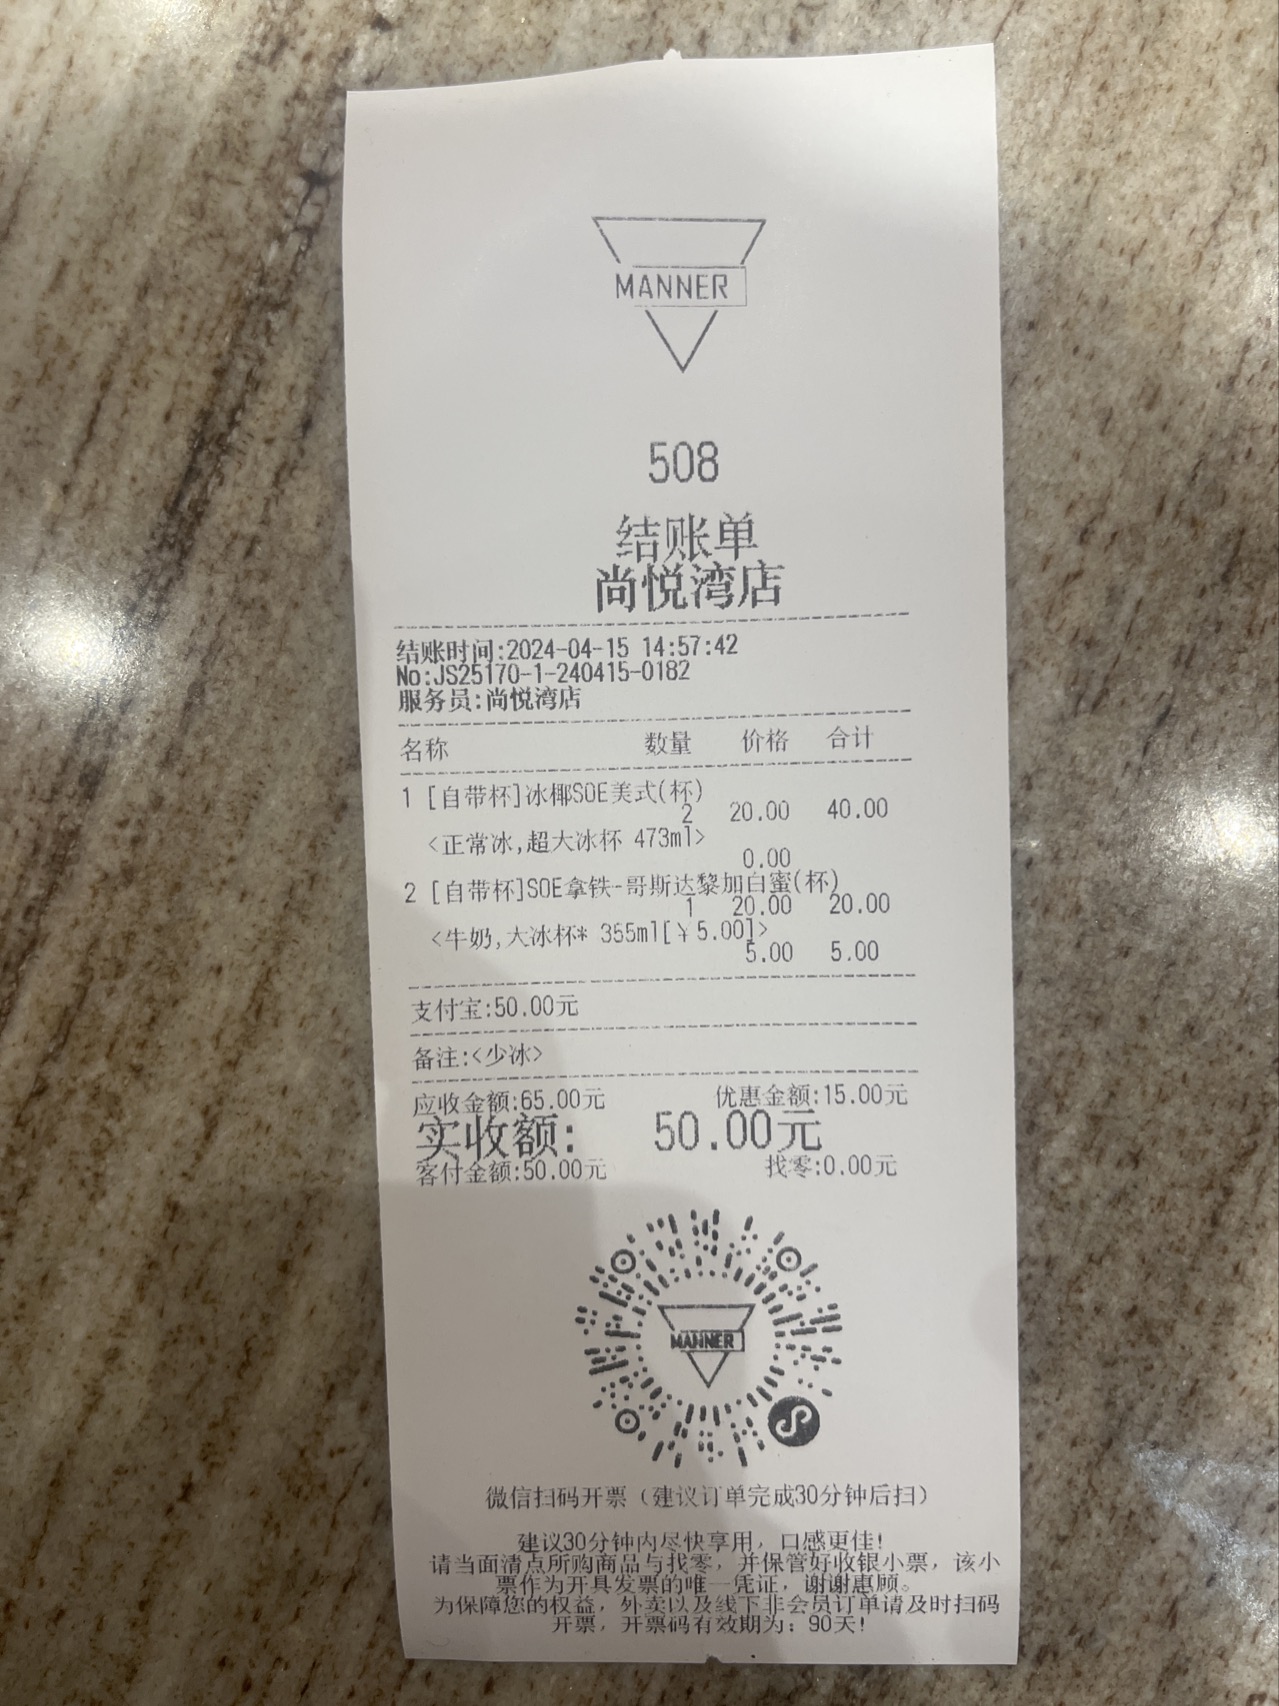 MANNER
508
结账单
尚悦湾店
结账时间:2024-04-15 14:57:42
No:JS25170-1-240415-0182
服务员:尚悦湾店
名称 数量 价格 合计
1 [自带杯]冰椰SOE美式(杯)
2 20.00 40.00
<正常冰,超大冰杯 473ml>
0.00
2 [自带杯]SOE拿铁-哥斯达黎加白蜜(杯)
1 20.00 20.00
<牛奶,大冰杯* 355ml[￥5.00]>
5.00 5.00
支付宝:50.00元
备注:<少冰>
应收金额:65.00元 优惠金额:15.00元
实收额: 50.00元
客付金额:50.00元 找零:0.00元
MANNER
微信扫码开票（建议订单完成30分钟后扫）
建议30分钟内尽快享用，口感更佳！
请当面清点所购商品与找零，并保管好收银小票，该小
票作为开具发票的唯一凭证，谢谢惠顾。
为保障您的权益，外卖以及线下非会员订单请及时扫码
开票，开票码有效期为：90天！